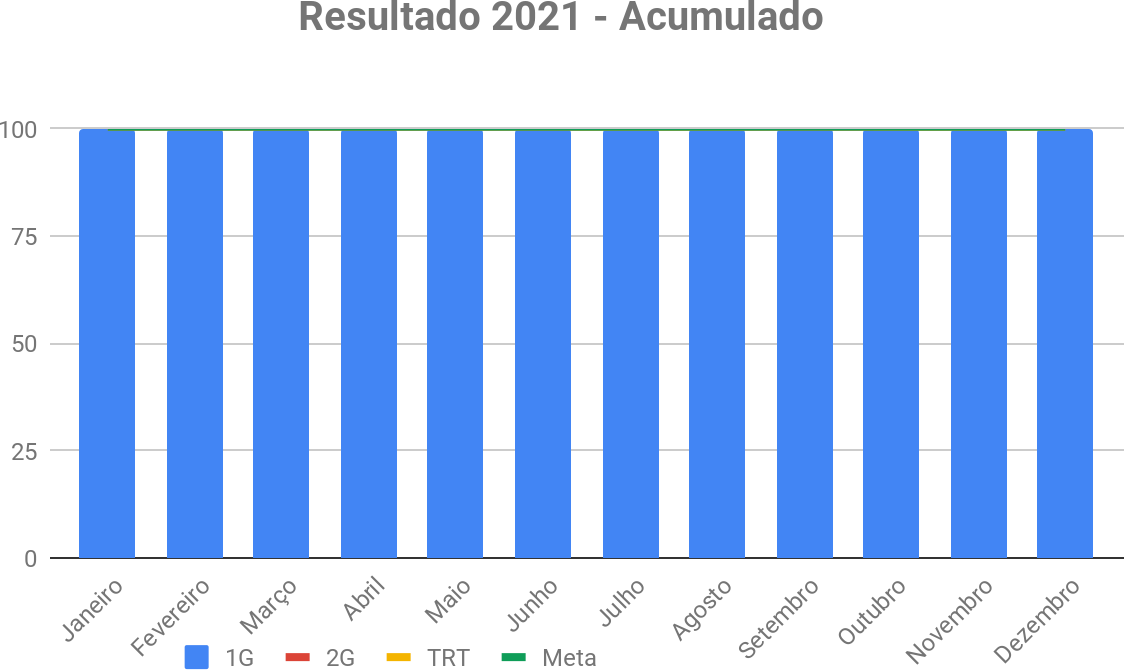 Resultado 2021 - Acumulado
100
75
50
25
0
Janeiro
Fevereiro
Março
Abril
Maio
Junho
Julho
Agosto
Setembro
Outubro
Novembro
Dezembro
1G 2G TRT Meta